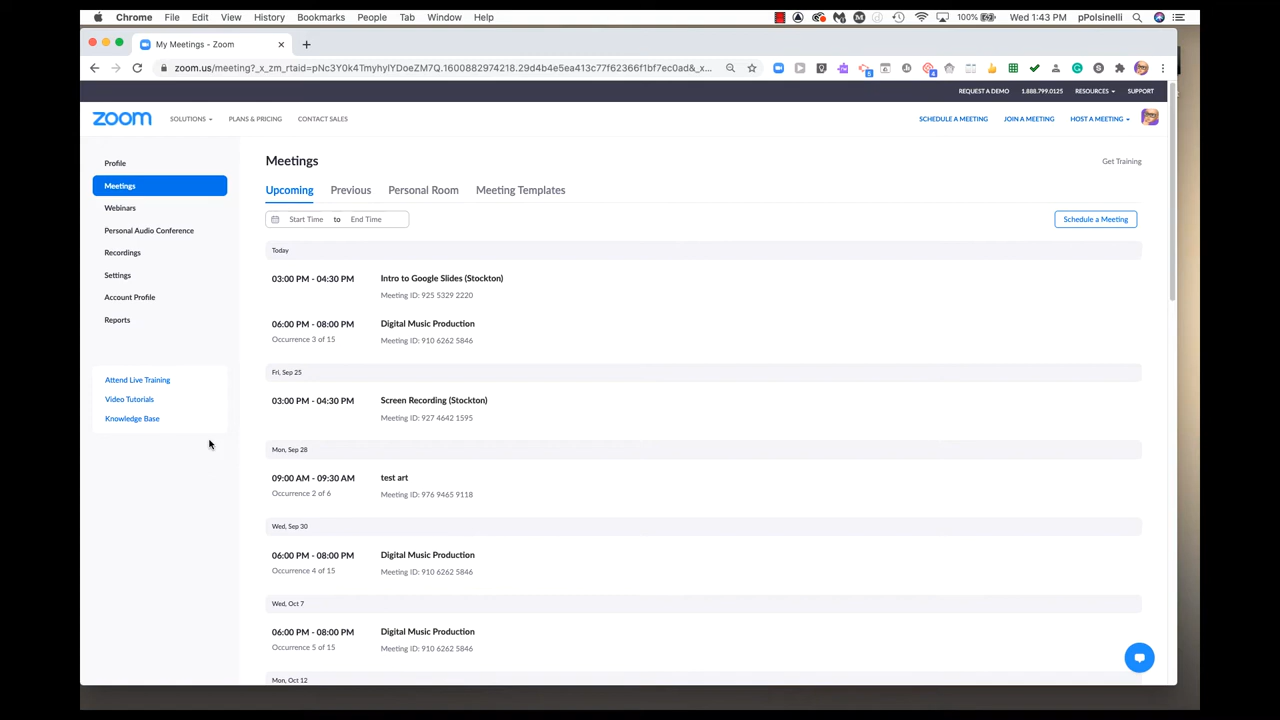 Chrome File Edit View History Bookmarks People Tab Window Help 100% Wed 1:43 PM pPolsinelli
My Meetings - Zoom
zoom.us/meeting?_x_zm_rtaid=pNc3Y0k4TmyhylYDoeZM7Q.1600882974218.29d4b4e5ea413c77f62366f1bf7ec0ad&_x...
REQUEST A DEMO 1.888.799.0125 RESOURCES SUPPORT
zoom SOLUTIONS PLANS & PRICING CONTACT SALES SCHEDULE A MEETING JOIN A MEETING HOST A MEETING
Profile
Meetings
Webinars
Personal Audio Conference
Recordings
Settings
Account Profile
Reports
Attend Live Training
Video Tutorials
Knowledge Base
Meetings
Get Training
Upcoming Previous Personal Room Meeting Templates
Start Time to End Time
Schedule a Meeting
Today
03:00 PM - 04:30 PM Intro to Google Slides (Stockton)
Meeting ID: 925 5329 2220
06:00 PM - 08:00 PM Digital Music Production
Occurrence 3 of 15 Meeting ID: 910 6262 5846
Fri, Sep 25
03:00 PM - 04:30 PM Screen Recording (Stockton)
Meeting ID: 927 4642 1595
Mon, Sep 28
09:00 AM - 09:30 AM test art
Occurrence 2 of 6 Meeting ID: 976 9465 9118
Wed, Sep 30
06:00 PM - 08:00 PM Digital Music Production
Occurrence 4 of 15 Meeting ID: 910 6262 5846
Wed, Oct 7
06:00 PM - 08:00 PM Digital Music Production
Occurrence 5 of 15 Meeting ID: 910 6262 5846
Mon, Oct 12